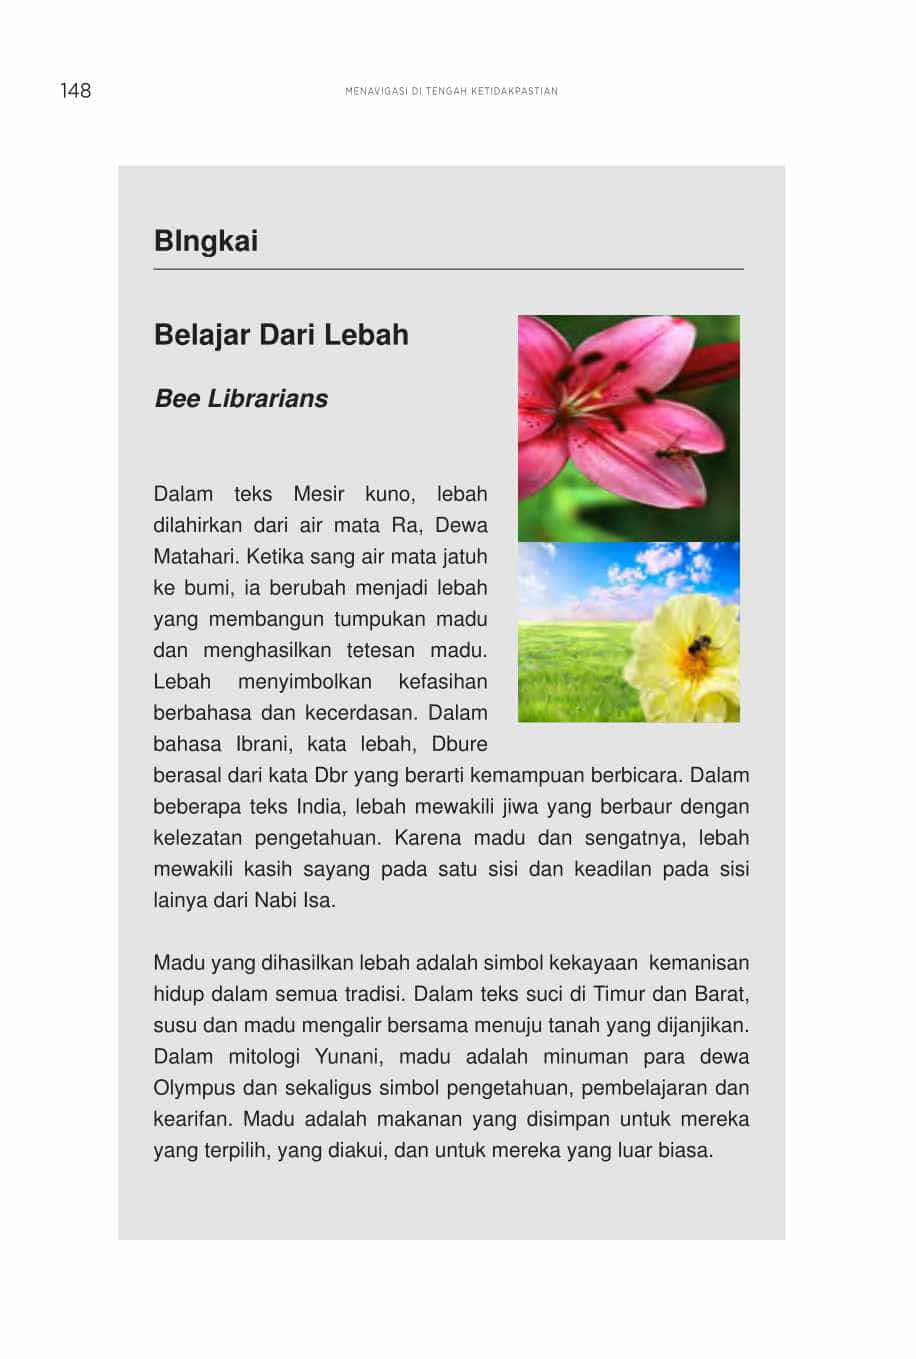 148
MENAVIGASI DI TENGAH KETIDAKPASTIAN
BIngkai
Belajar Dari Lebah
Bee Librarians
Dalam teks Mesir kuno, lebah
dilahirkan dari air mata Ra, Dewa
Matahari. Ketika sang air mata jatuh
ke bumi, ia berubah menjadi lebah
yang membangun tumpukan madu
dan menghasilkan tetesan madu.
Lebah menyimbolkan kefasihan
berbahasa dan kecerdasan. Dalam
bahasa Ibrani, kata lebah, Dbure
berasal dari kata Dbr yang berarti kemampuan berbicara. Dalam
beberapa teks India, lebah mewakili jiwa yang berbaur dengan
kelezatan pengetahuan. Karena madu dan sengatnya, lebah
mewakili kasih sayang pada satu sisi dan keadilan pada sisi
lainya dari Nabi Isa.
Madu yang dihasilkan lebah adalah simbol kekayaan  kemanisan
hidup dalam semua tradisi. Dalam teks suci di Timur dan Barat,
susu dan madu mengalir bersama menuju tanah yang dijanjikan.
Dalam mitologi Yunani, madu adalah minuman para dewa
Olympus dan sekaligus simbol pengetahuan, pembelajaran dan
kearifan. Madu adalah makanan yang disimpan untuk mereka
yang terpilih, yang diakui, dan untuk mereka yang luar biasa.